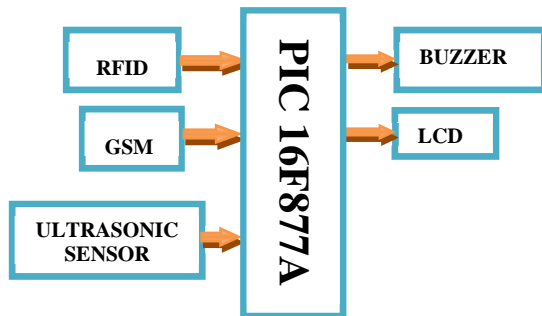 RFID
GSM
ULTRASONIC
SENSOR
PIC 16F877A
BUZZER
LCD